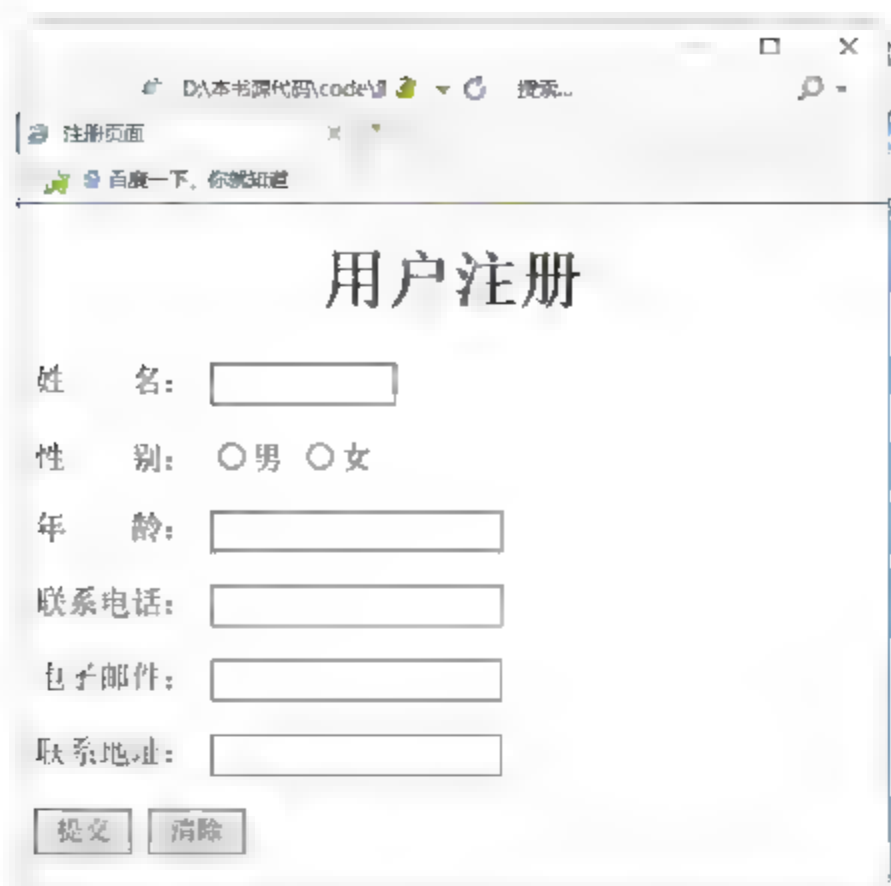 D:\本书源代码\code\ 搜索...
注册页面
百度一下，你就知道
用户注册
姓 名：
性 别： 男 女
年 龄：
联系电话：
电子邮件：
联系地址：
提交 清除